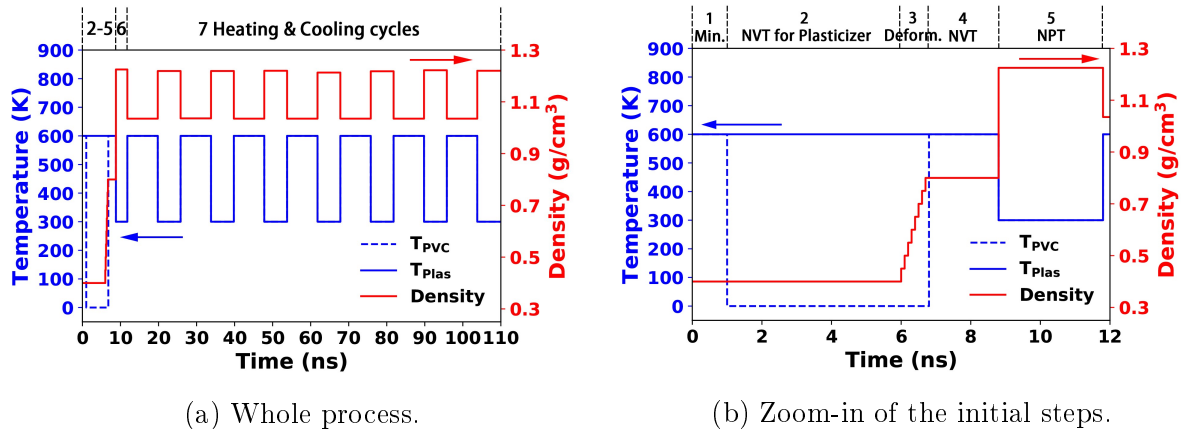 2-5 6 7 Heating & Cooling cycles
900
800
700
600
500
400
300
200
100
0
Temperature (K)
1.3
1.1
0.9
0.7
0.5
0.3
Density (g/cm³)
T_PVC
T_Plas
Density
0 10 20 30 40 50 60 70 80 90 100 110
Time (ns)
(a) Whole process.
1 2 3 4 5
Min. NVT for Plasticizer Deform. NVT NPT
900
800
700
600
500
400
300
200
100
0
Temperature (K)
1.3
1.1
0.9
0.7
0.5
0.3
Density (g/cm³)
T_PVC
T_Plas
Density
0 2 4 6 8 10 12
Time (ns)
(b) Zoom-in of the initial steps.